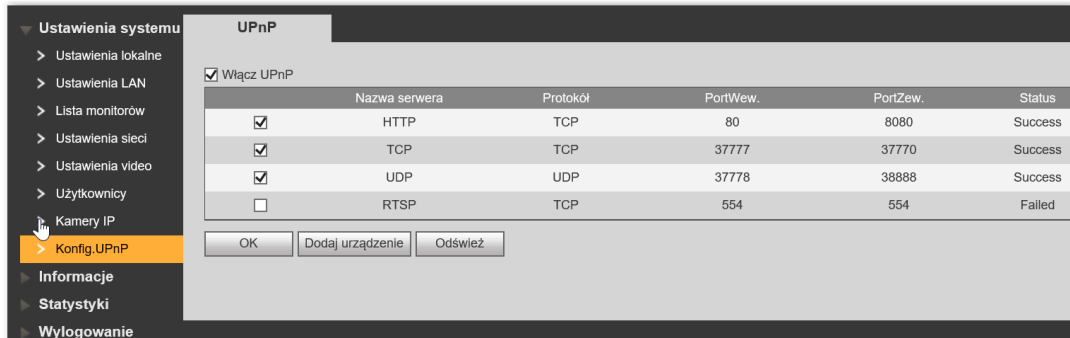 Ustawienia systemu
Ustawienia lokalne
Ustawienia LAN
Lista monitorów
Ustawienia sieci
Ustawienia video
Użytkownicy
Kamery IP
Konfig.UPnP
Informacje
Statystyki
Wylogowanie
UPnP
Włącz UPnP
Nazwa serwera Protokół PortWew. PortZew. Status
HTTP TCP 80 8080 Success
TCP TCP 37777 37770 Success
UDP UDP 37778 38888 Success
RTSP TCP 554 554 Failed
OK Dodaj urządzenie Odśwież